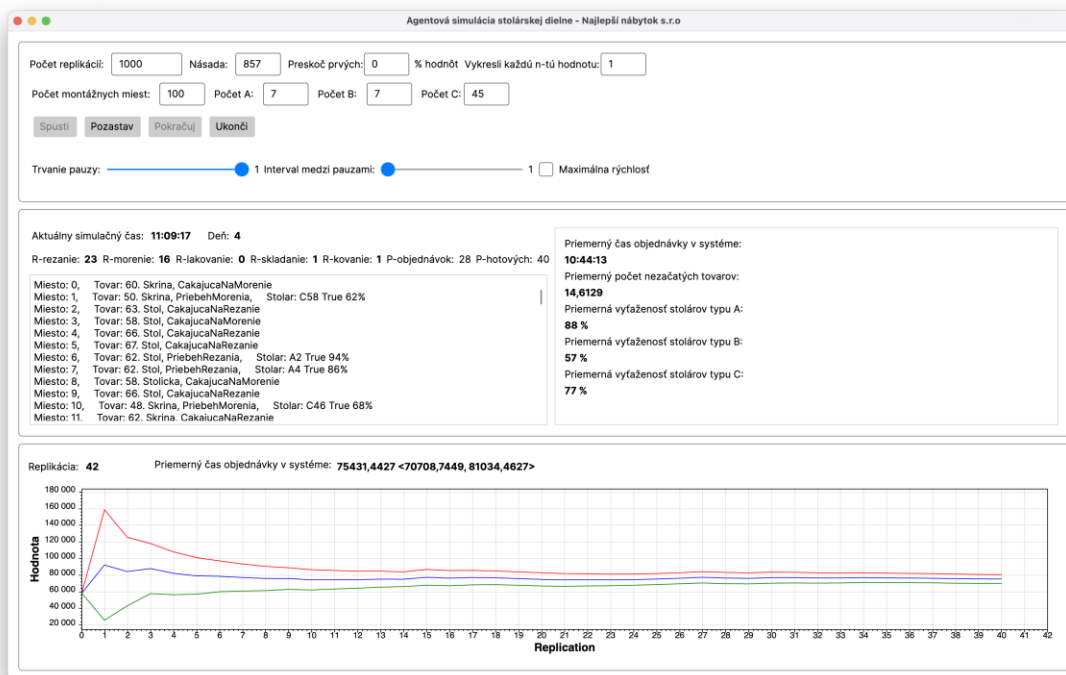 Agentová simulácia stolárskej dielne - Najlepší nábytok s.r.o
Počet replikácií: 1000 Násada: 857 Preskoč prvých: 0 % hodnôt Vykresli každú n-tú hodnotu: 1
Počet montážnych miest: 100 Počet A: 7 Počet B: 7 Počet C: 45
Spusti Pozastav Pokračuj Ukonči
Trvanie pauzy: 1 Interval medzi pauzami: 1 Maximálna rýchlosť
Aktuálny simulačný čas: 11:09:17 Deň: 4
R-rezanie: 23 R-morenie: 16 R-lakovanie: 0 R-skladanie: 1 R-kovanie: 1 P-objednávok: 28 P-hotových: 40
Miesto: 0, Tovar: 60. Skrina, CakajucaNaMorenie
Miesto: 1, Tovar: 50. Skrina, PriebehMorenia, Stolar: C58 True 62%
Miesto: 2, Tovar: 63. Stol, CakajucaNaRezanie
Miesto: 3, Tovar: 58. Stol, CakajucaNaMorenie
Miesto: 4, Tovar: 66. Stol, CakajucaNaRezanie
Miesto: 5, Tovar: 67. Stol, CakajucaNaRezanie
Miesto: 6, Tovar: 62. Stol, PriebehRezania, Stolar: A2 True 94%
Miesto: 7, Tovar: 62. Stol, PriebehRezania, Stolar: A4 True 86%
Miesto: 8, Tovar: 58. Stolicka, CakajucaNaMorenie
Miesto: 9, Tovar: 66. Stol, CakajucaNaRezanie
Miesto: 10, Tovar: 48. Skrina, PriebehMorenia, Stolar: C46 True 68%
Miesto: 11, Tovar: 62. Skrina, CakajucaNaRezanie
Priemerný čas objednávky v systéme:
10:44:13
Priemerný počet nezačatých tovarov:
14,6129
Priemerná vyťaženosť stolárov typu A:
88 %
Priemerná vyťaženosť stolárov typu B:
57 %
Priemerná vyťaženosť stolárov typu C:
77 %
Replikácia: 42 Priemerný čas objednávky v systéme: 75431,4427 <70708,7449, 81034,4627>
180 000
160 000
140 000
120 000
100 000
80 000
60 000
40 000
20 000
Hodnota
0 1 2 3 4 5 6 7 8 9 10 11 12 13 14 15 16 17 18 19 20 21 22 23 24 25 26 27 28 29 30 31 32 33 34 35 36 37 38 39 40 41 42
Replication